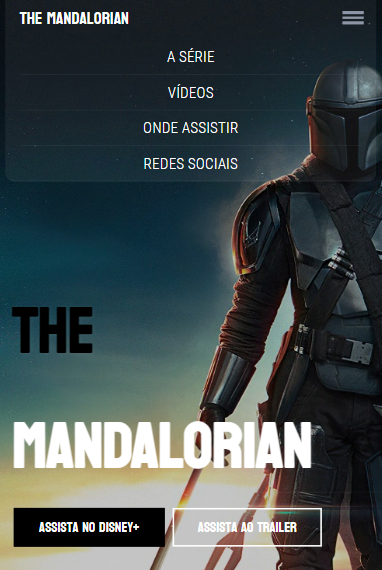 THE MANDALORIAN
A SÉRIE
VÍDEOS
ONDE ASSISTIR
REDES SOCIAIS
THE
MANDALORIAN
ASSISTA NO DISNEY+
ASSISTA AO TRAILER